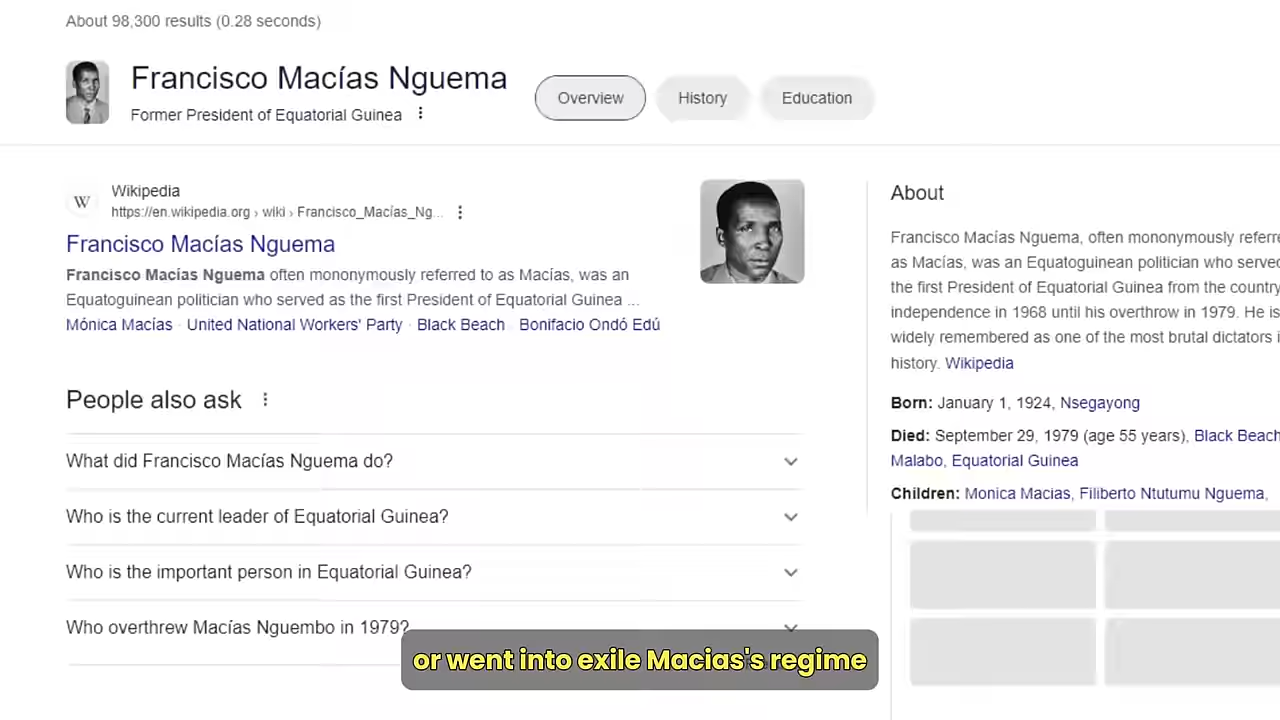 About 98,300 results (0.28 seconds)
Francisco Macías Nguema
Former President of Equatorial Guinea
Overview
History
Education
W
Wikipedia
https://en.wikipedia.org › wiki › Francisco_Macías_Ng...
Francisco Macías Nguema
Francisco Macías Nguema often mononymously referred to as Macías, was an
Equatoguinean politician who served as the first President of Equatorial Guinea ...
Mónica Macías · United National Workers' Party · Black Beach · Bonifacio Ondó Edú
People also ask
What did Francisco Macías Nguema do?
Who is the current leader of Equatorial Guinea?
Who is the important person in Equatorial Guinea?
Who overthrew Macías Nguembo in 1979?
About
Francisco Macías Nguema, often mononymously referre
as Macías, was an Equatoguinean politician who serve
the first President of Equatorial Guinea from the country
independence in 1968 until his overthrow in 1979. He is
widely remembered as one of the most brutal dictators i
history. Wikipedia
Born: January 1, 1924, Nsegayong
Died: September 29, 1979 (age 55 years), Black Beach
Malabo, Equatorial Guinea
Children: Monica Macias, Filiberto Ntutumu Nguema,
or went into exile Macias's regime